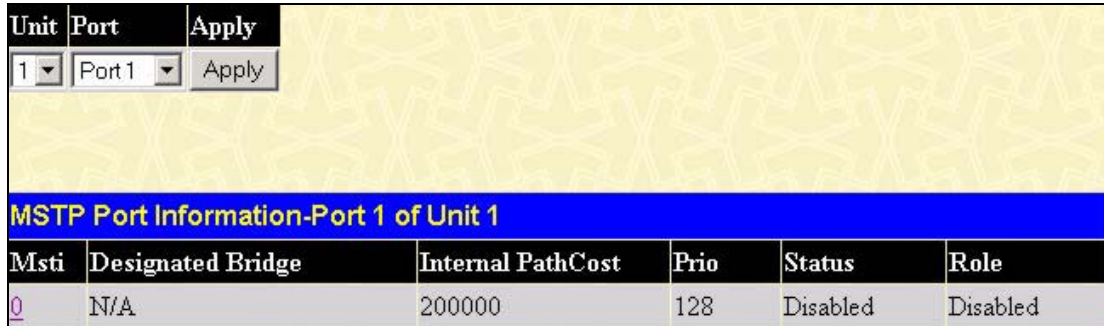 Unit Port Apply
1 Port 1 Apply
MSTP Port Information-Port 1 of Unit 1
Msti Designated Bridge Internal PathCost Prio Status Role
0 N/A 200000 128 Disabled Disabled